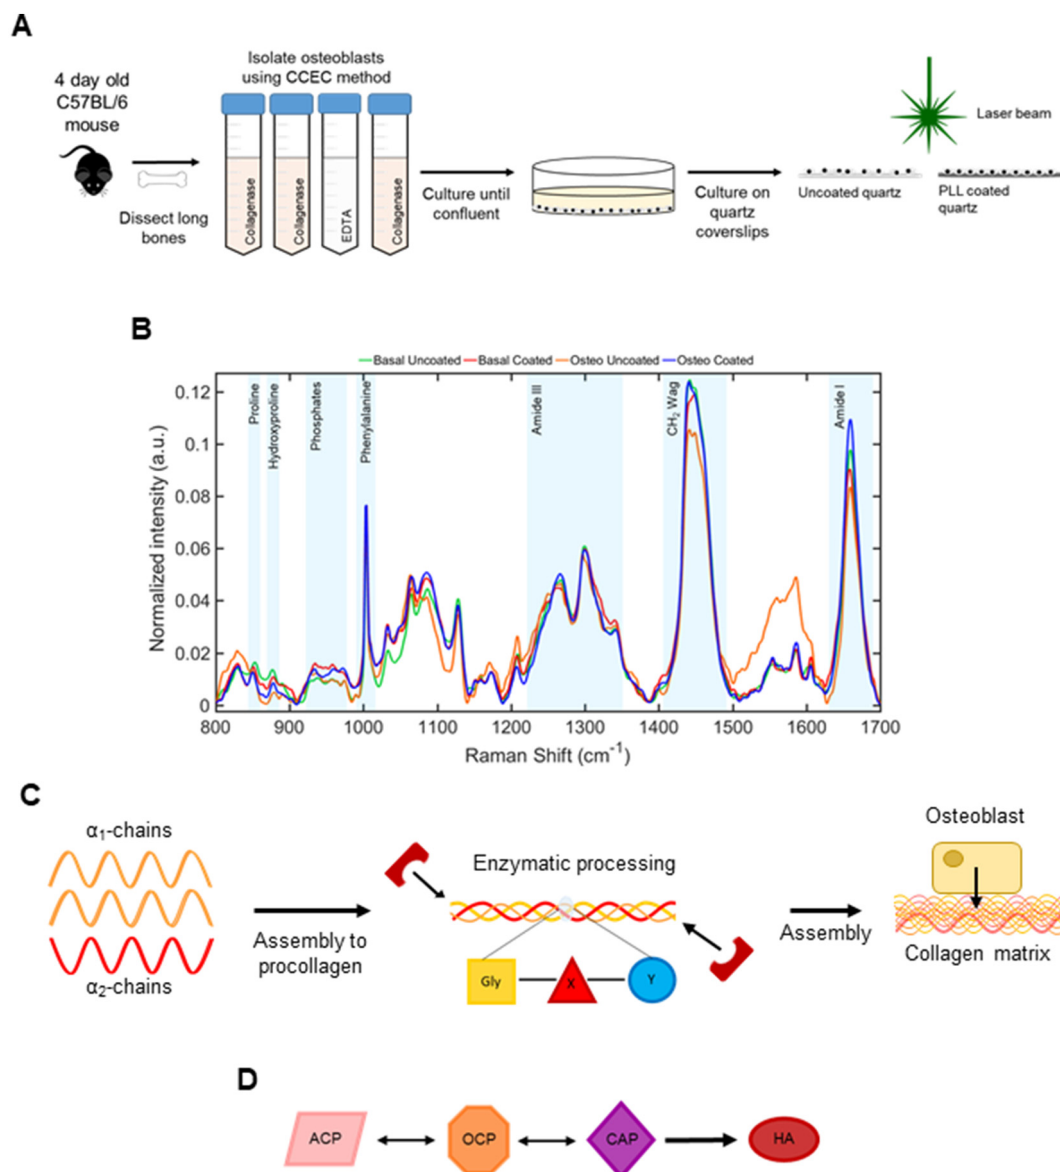 A
4 day old
C57BL/6
mouse
Dissect long
bones
Isolate osteoblasts
using CCEC method
Collagenase
Collagenase
EDTA
Collagenase
Culture until
confluent
Culture on
quartz
coverslips
Laser beam
Uncoated quartz
PLL coated
quartz
B
Basal Uncoated
Basal Coated
Osteo Uncoated
Osteo Coated
Normalized intensity (a.u.)
0.12
0.1
0.08
0.06
0.04
0.02
0
Proline
Hydroxyproline
Phosphates
Phenylalanine
Amide III
CH₂ Wag
Amide I
800 900 1000 1100 1200 1300 1400 1500 1600 1700
Raman Shift (cm⁻¹)
C
α₁-chains
α₂-chains
Assembly to
procollagen
Enzymatic processing
Gly
X
Y
Assembly
Osteoblast
Collagen matrix
D
ACP
OCP
CAP
HA